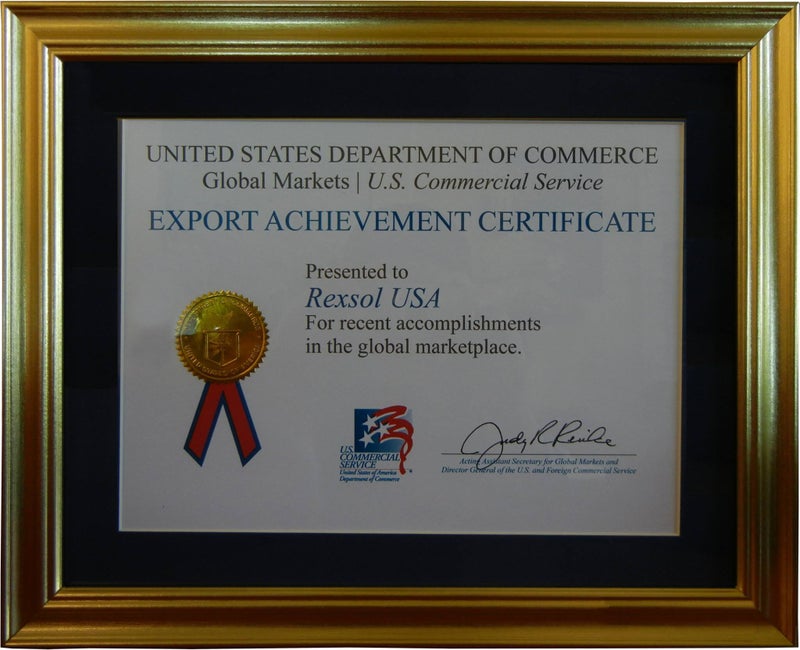 UNITED STATES DEPARTMENT OF COMMERCE
Global Markets | U.S. Commercial Service
EXPORT ACHIEVEMENT CERTIFICATE
Presented to
Rexsol USA
For recent accomplishments
in the global marketplace.
U.S.
COMMERCIAL
SERVICE
United States of America
Department of Commerce
Judy R Reinke
Acting Assistant Secretary for Global Markets and
Director General of the U.S. and Foreign Commercial Service